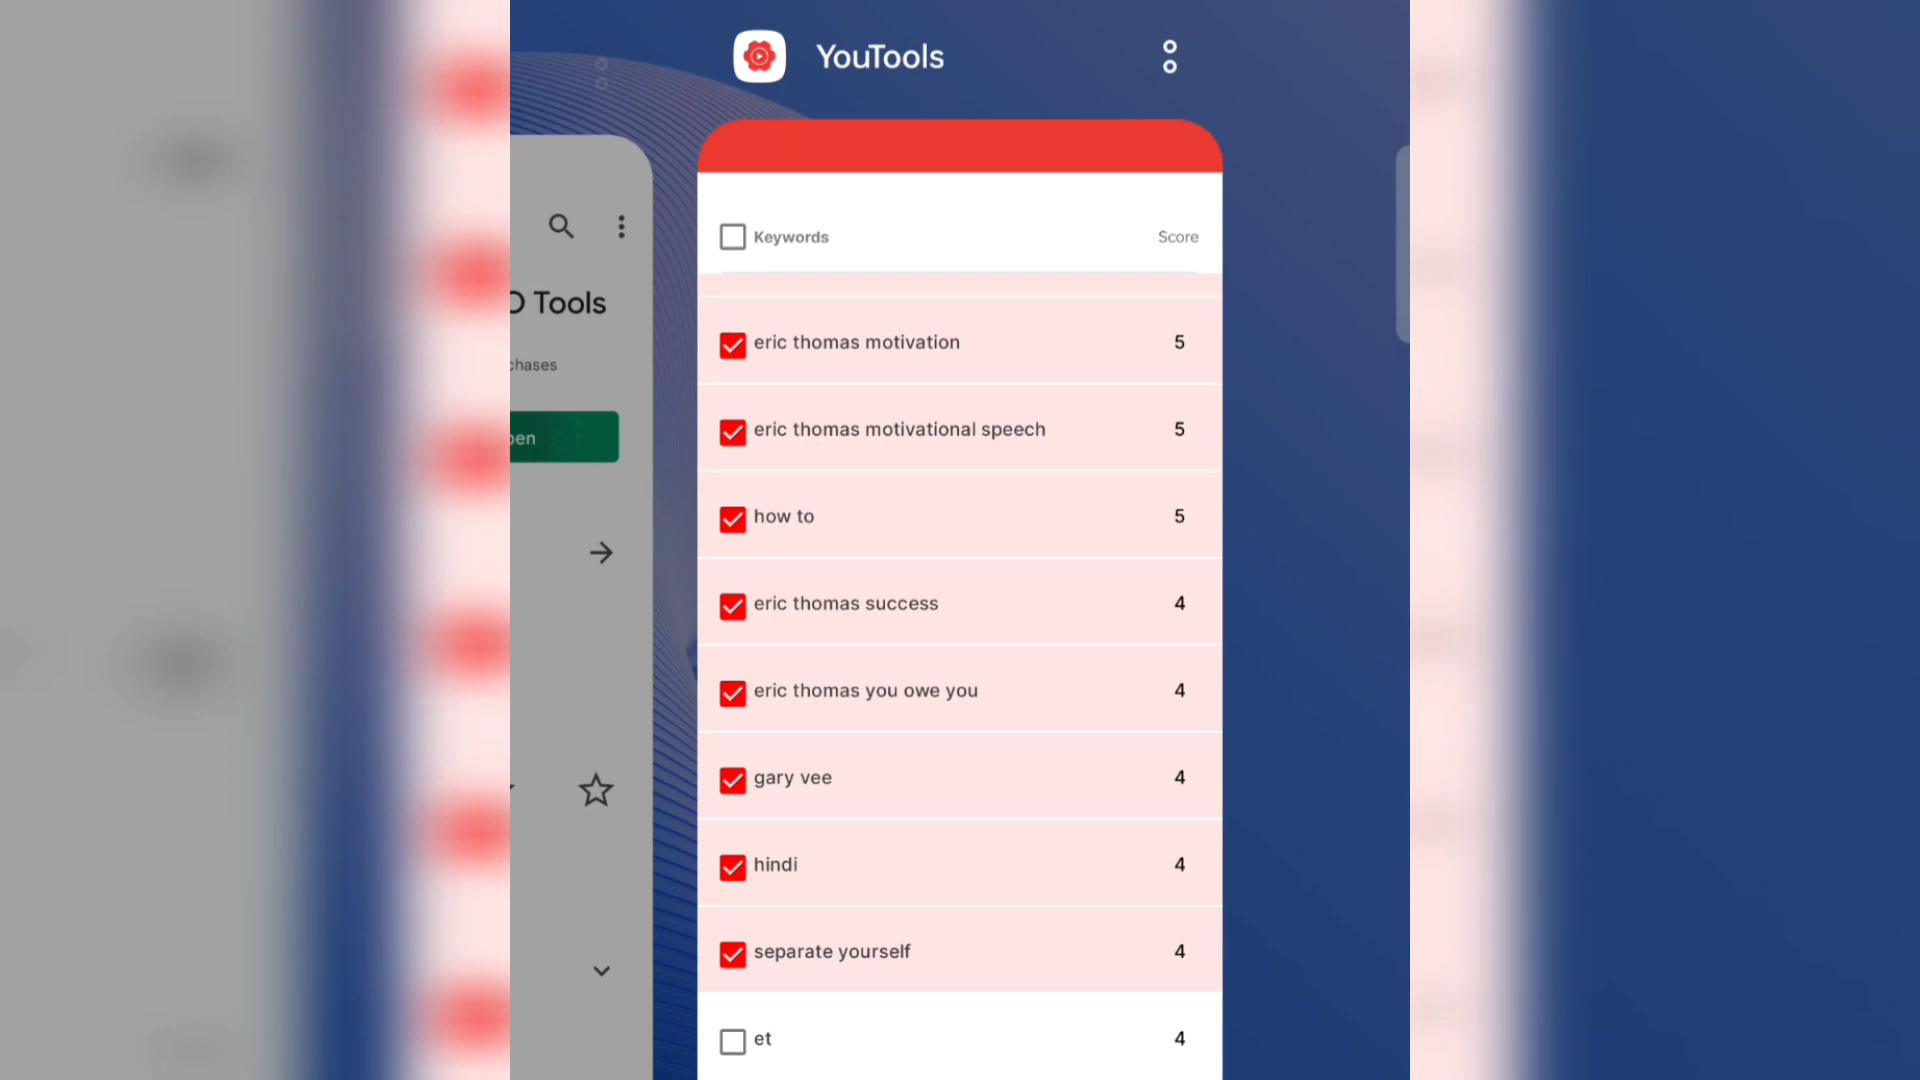 YouTools
O Tools
chases
pen
Keywords Score
eric thomas motivation 5
eric thomas motivational speech 5
how to 5
eric thomas success 4
eric thomas you owe you 4
gary vee 4
hindi 4
separate yourself 4
et 4